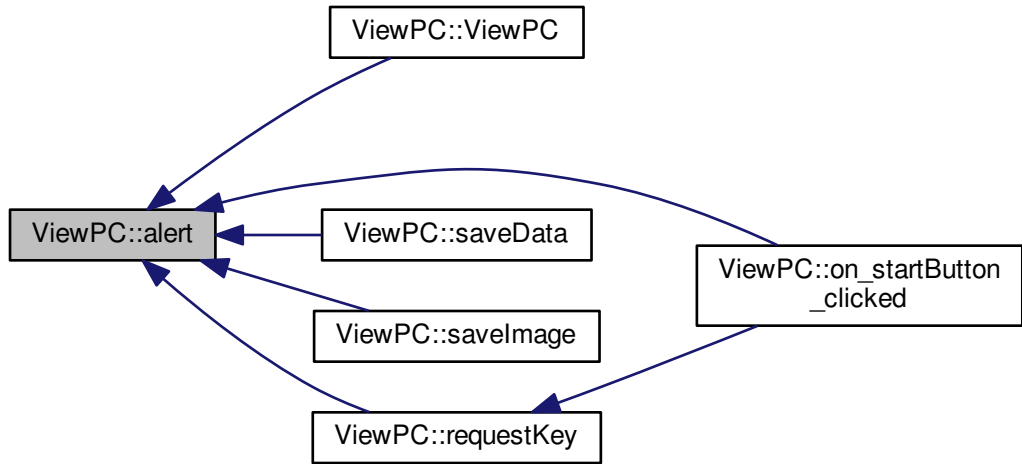 ViewPC::ViewPC
ViewPC::alert
ViewPC::saveData
ViewPC::on_startButton
_clicked
ViewPC::saveImage
ViewPC::requestKey